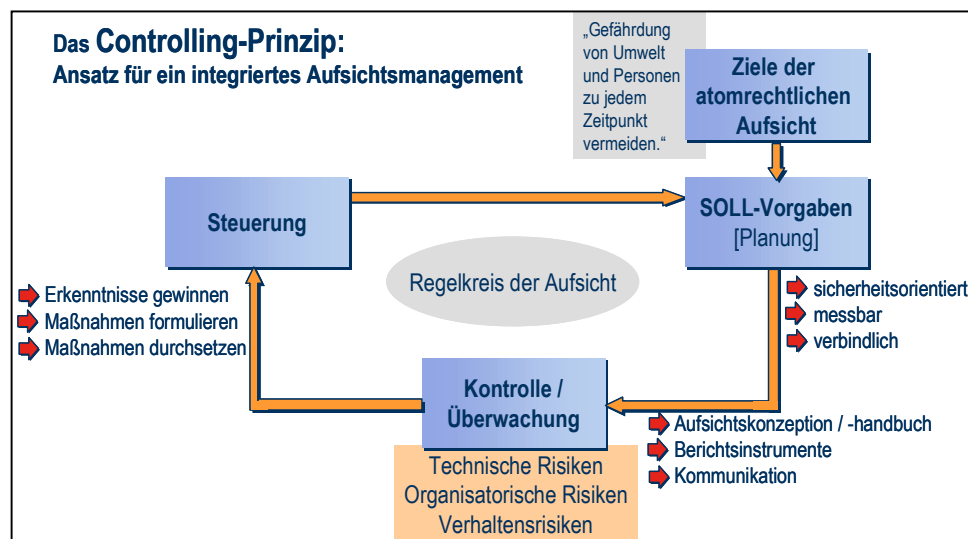 Das Controlling-Prinzip:
Ansatz für ein integriertes Aufsichtsmanagement
„Gefährdung
von Umwelt
und Personen
zu jedem
Zeitpunkt
vermeiden.“
Ziele der
atomrechtlichen
Aufsicht
Steuerung
SOLL-Vorgaben
[Planung]
Regelkreis der Aufsicht
Erkenntnisse gewinnen
Maßnahmen formulieren
Maßnahmen durchsetzen
sicherheitsorientiert
messbar
verbindlich
Kontrolle /
Überwachung
Aufsichtskonzeption / -handbuch
Berichtsinstrumente
Kommunikation
Technische Risiken
Organisatorische Risiken
Verhaltensrisiken